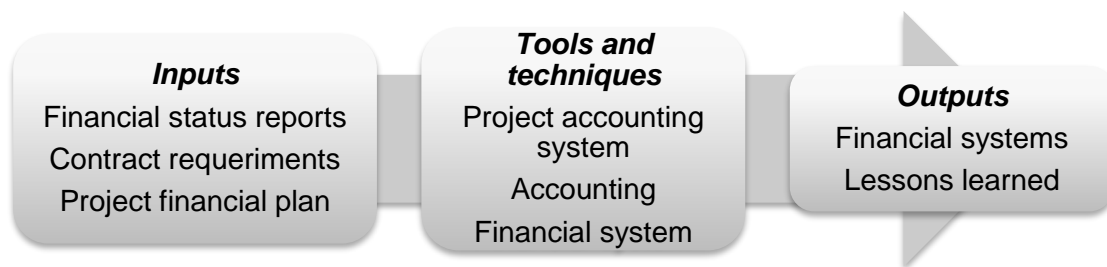 Inputs
Financial status reports
Contract requeriments
Project financial plan
Tools and
techniques
Project accounting
system
Accounting
Financial system
Outputs
Financial systems
Lessons learned